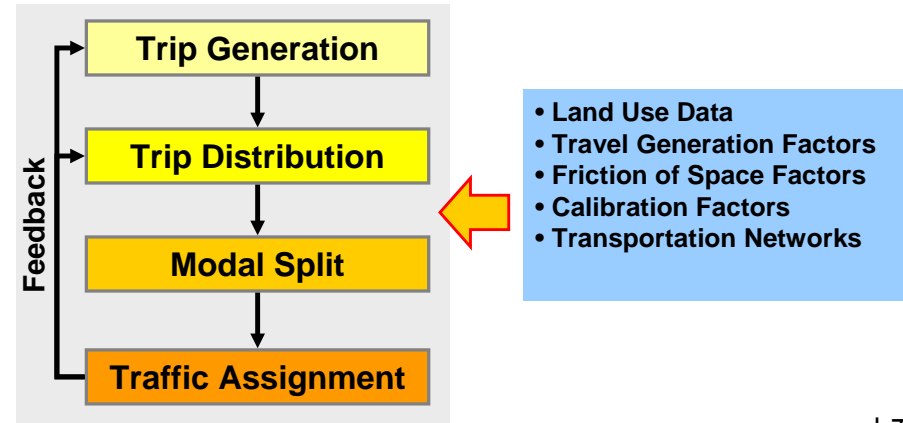 Trip Generation
Trip Distribution
Modal Split
Traffic Assignment
Feedback
• Land Use Data
• Travel Generation Factors
• Friction of Space Factors
• Calibration Factors
• Transportation Networks